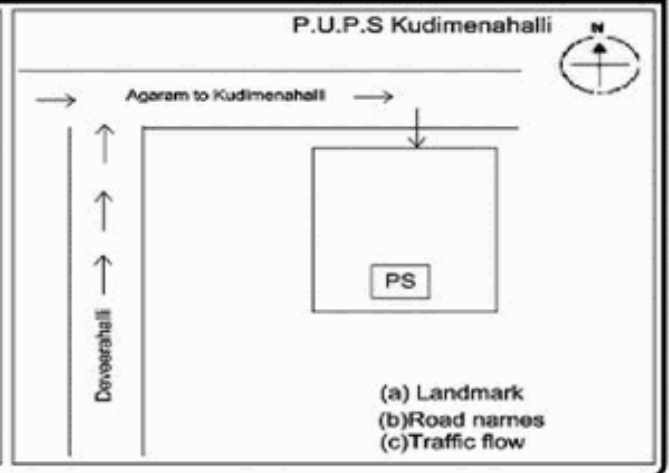 P.U.P.S Kudimenahalli
N
Agaram to Kudimenahalli
Deveerahalli
PS
(a) Landmark
(b)Road names
(c)Traffic flow